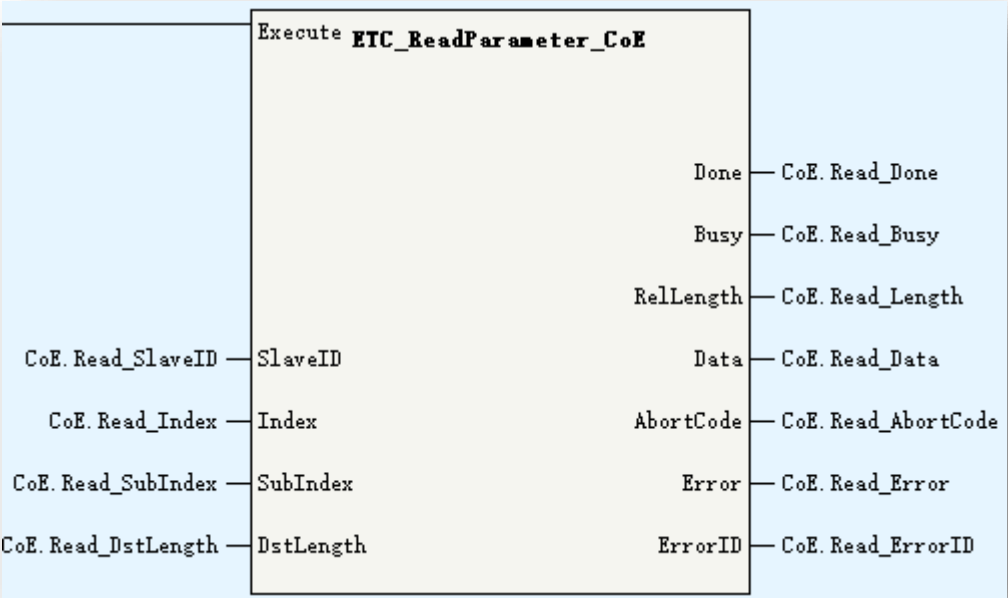 Execute ETC_ReadParameter_CoE
Done CoE.Read_Done
Busy CoE.Read_Busy
RelLength CoE.Read_Length
CoE.Read_SlaveID SlaveID Data CoE.Read_Data
CoE.Read_Index Index AbortCode CoE.Read_AbortCode
CoE.Read_SubIndex SubIndex Error CoE.Read_Error
CoE.Read_DstLength DstLength ErrorID CoE.Read_ErrorID